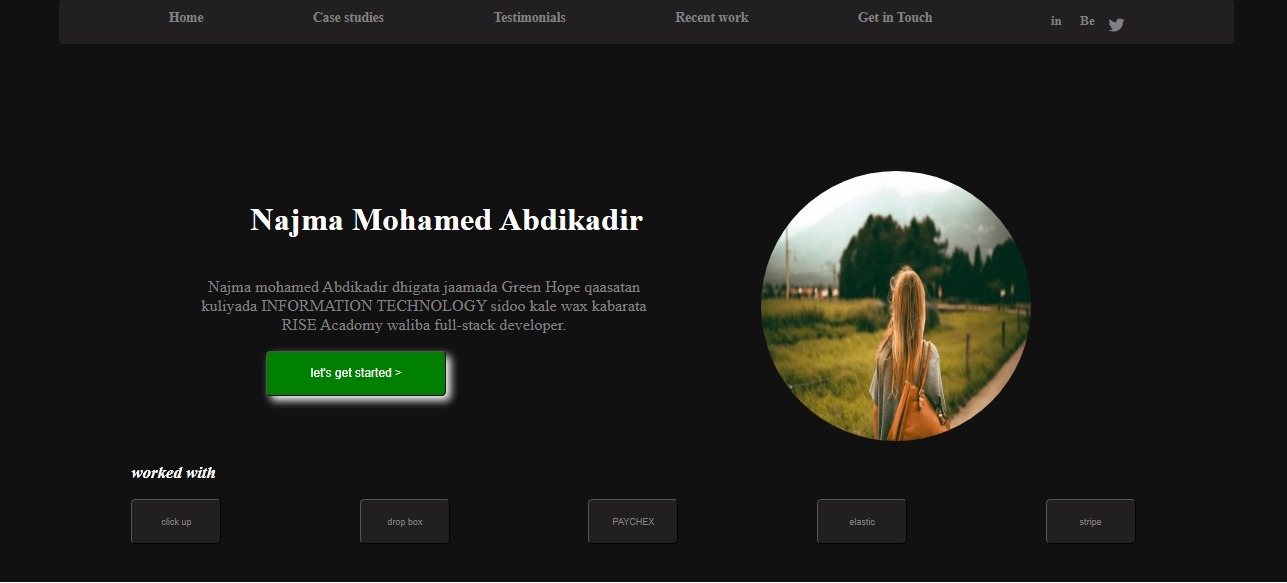 Home Case studies Testimonials Recent work Get in Touch in Be
Najma Mohamed Abdikadir
Najma mohamed Abdikadir dhigata jaamada Green Hope qaasatan
kuliyada INFORMATION TECHNOLOGY sidoo kale wax kabarata
RISE Academy waliba full-stack developer.
let's get started >
worked with
click up drop box PAYCHEX elastic stripe